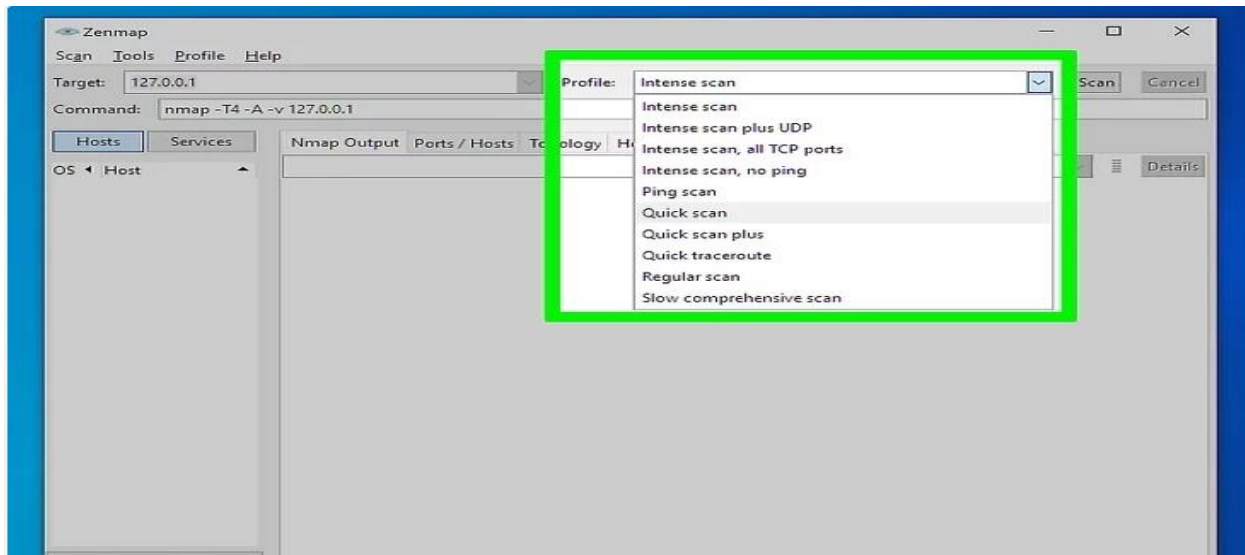 Zenmap
Scan Tools Profile Help
Target: 127.0.0.1 Profile: Intense scan Scan Cancel
Command: nmap -T4 -A -v 127.0.0.1
Hosts Services Nmap Output Ports / Hosts Topology H
OS Host Details
Intense scan
Intense scan plus UDP
Intense scan, all TCP ports
Intense scan, no ping
Ping scan
Quick scan
Quick scan plus
Quick traceroute
Regular scan
Slow comprehensive scan